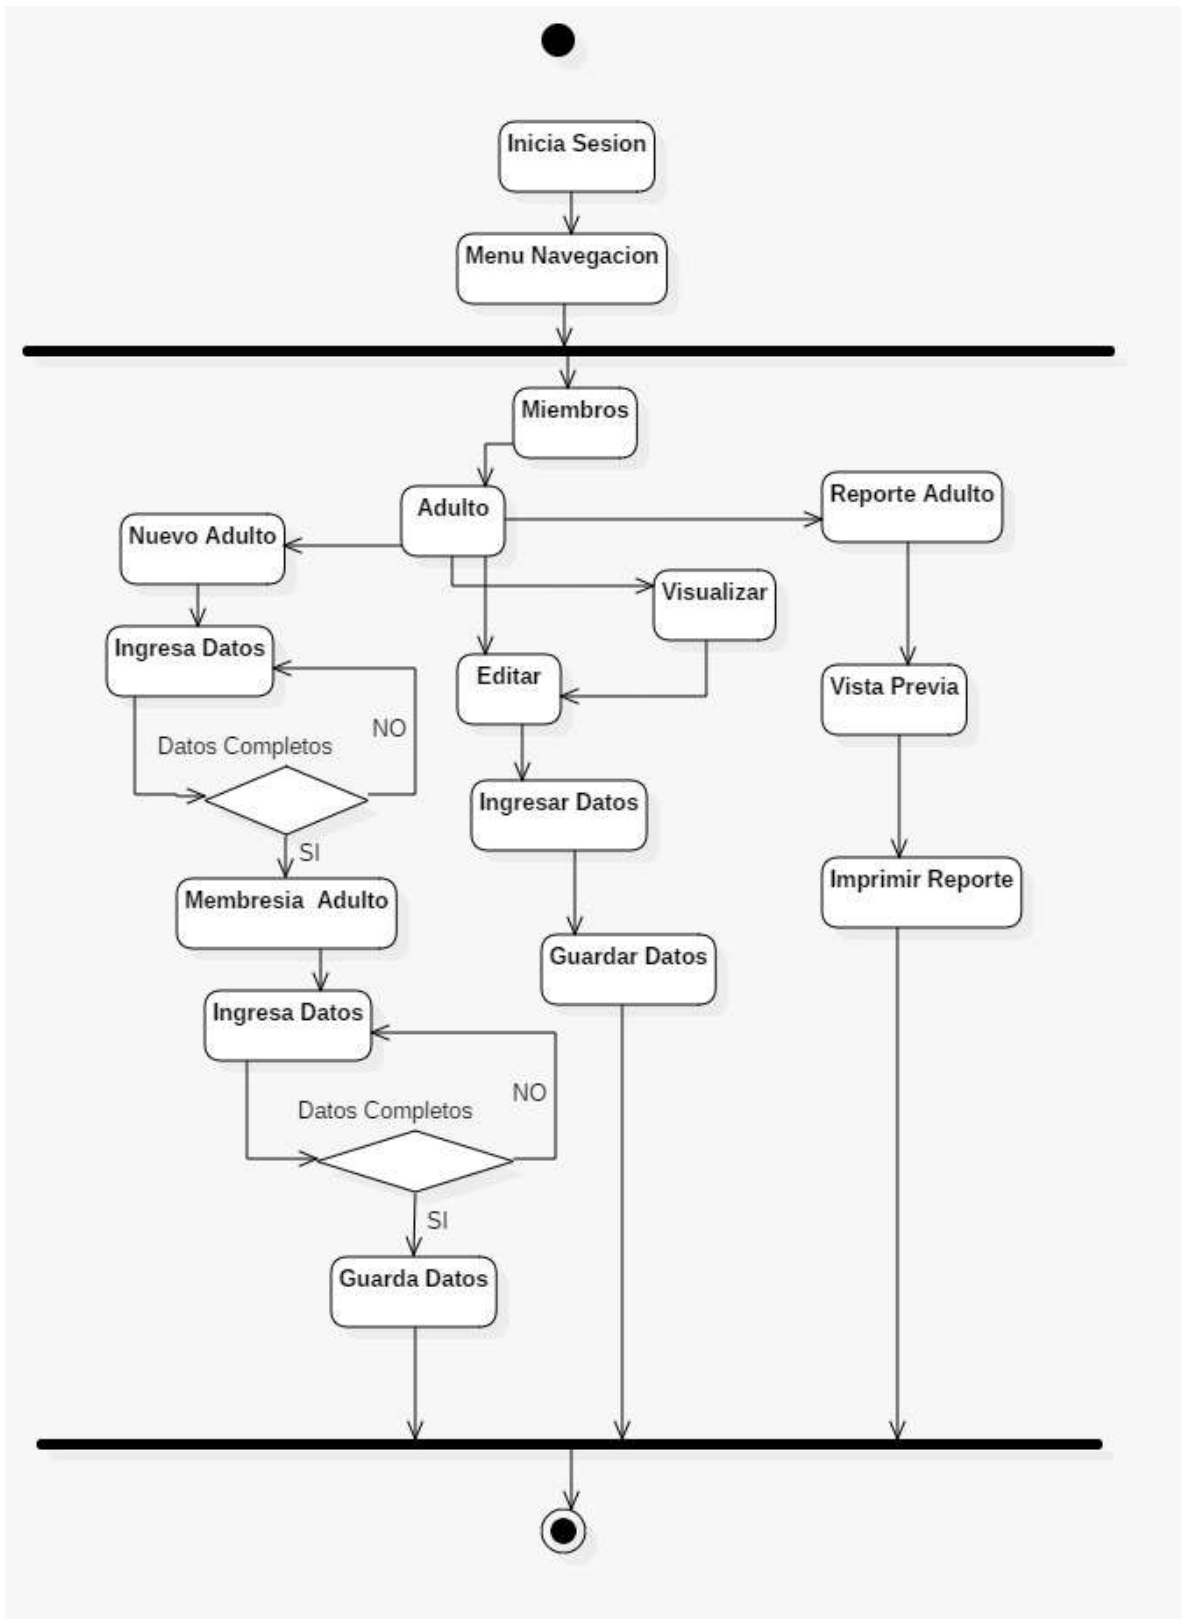 Inicia Sesion
Menu Navegacion
Miembros
Adulto
Reporte Adulto
Nuevo Adulto
Visualizar
Ingresa Datos
Editar
Vista Previa
NO
Datos Completos
Ingresar Datos
SI
Imprimir Reporte
Membresia  Adulto
Guardar Datos
Ingresa Datos
NO
Datos Completos
SI
Guarda Datos